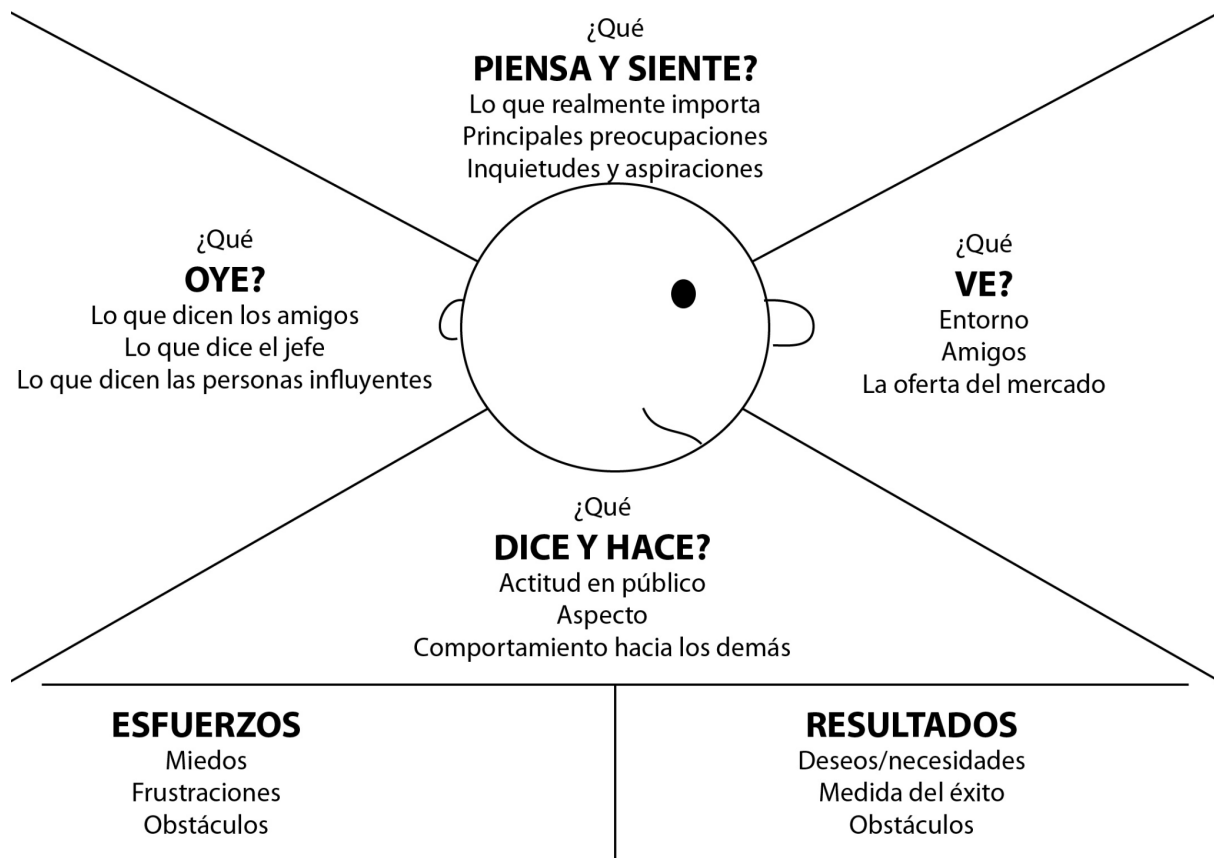 ¿Qué
PIENSA Y SIENTE?
Lo que realmente importa
Principales preocupaciones
Inquietudes y aspiraciones
¿Qué
OYE?
Lo que dicen los amigos
Lo que dice el jefe
Lo que dicen las personas influyentes
¿Qué
VE?
Entorno
Amigos
La oferta del mercado
¿Qué
DICE Y HACE?
Actitud en público
Aspecto
Comportamiento hacia los demás
ESFUERZOS
Miedos
Frustraciones
Obstáculos
RESULTADOS
Deseos/necesidades
Medida del éxito
Obstáculos